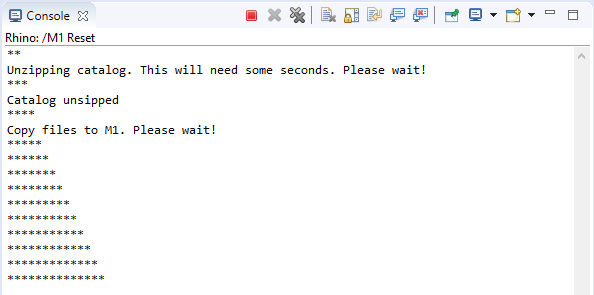 Console
Rhino: /M1 Reset
**
Unzipping catalog. This will need some seconds. Please wait!
***
Catalog unsipped
****
Copy files to M1. Please wait!
*****
******
*******
********
*********
**********
***********
************
*************
**************